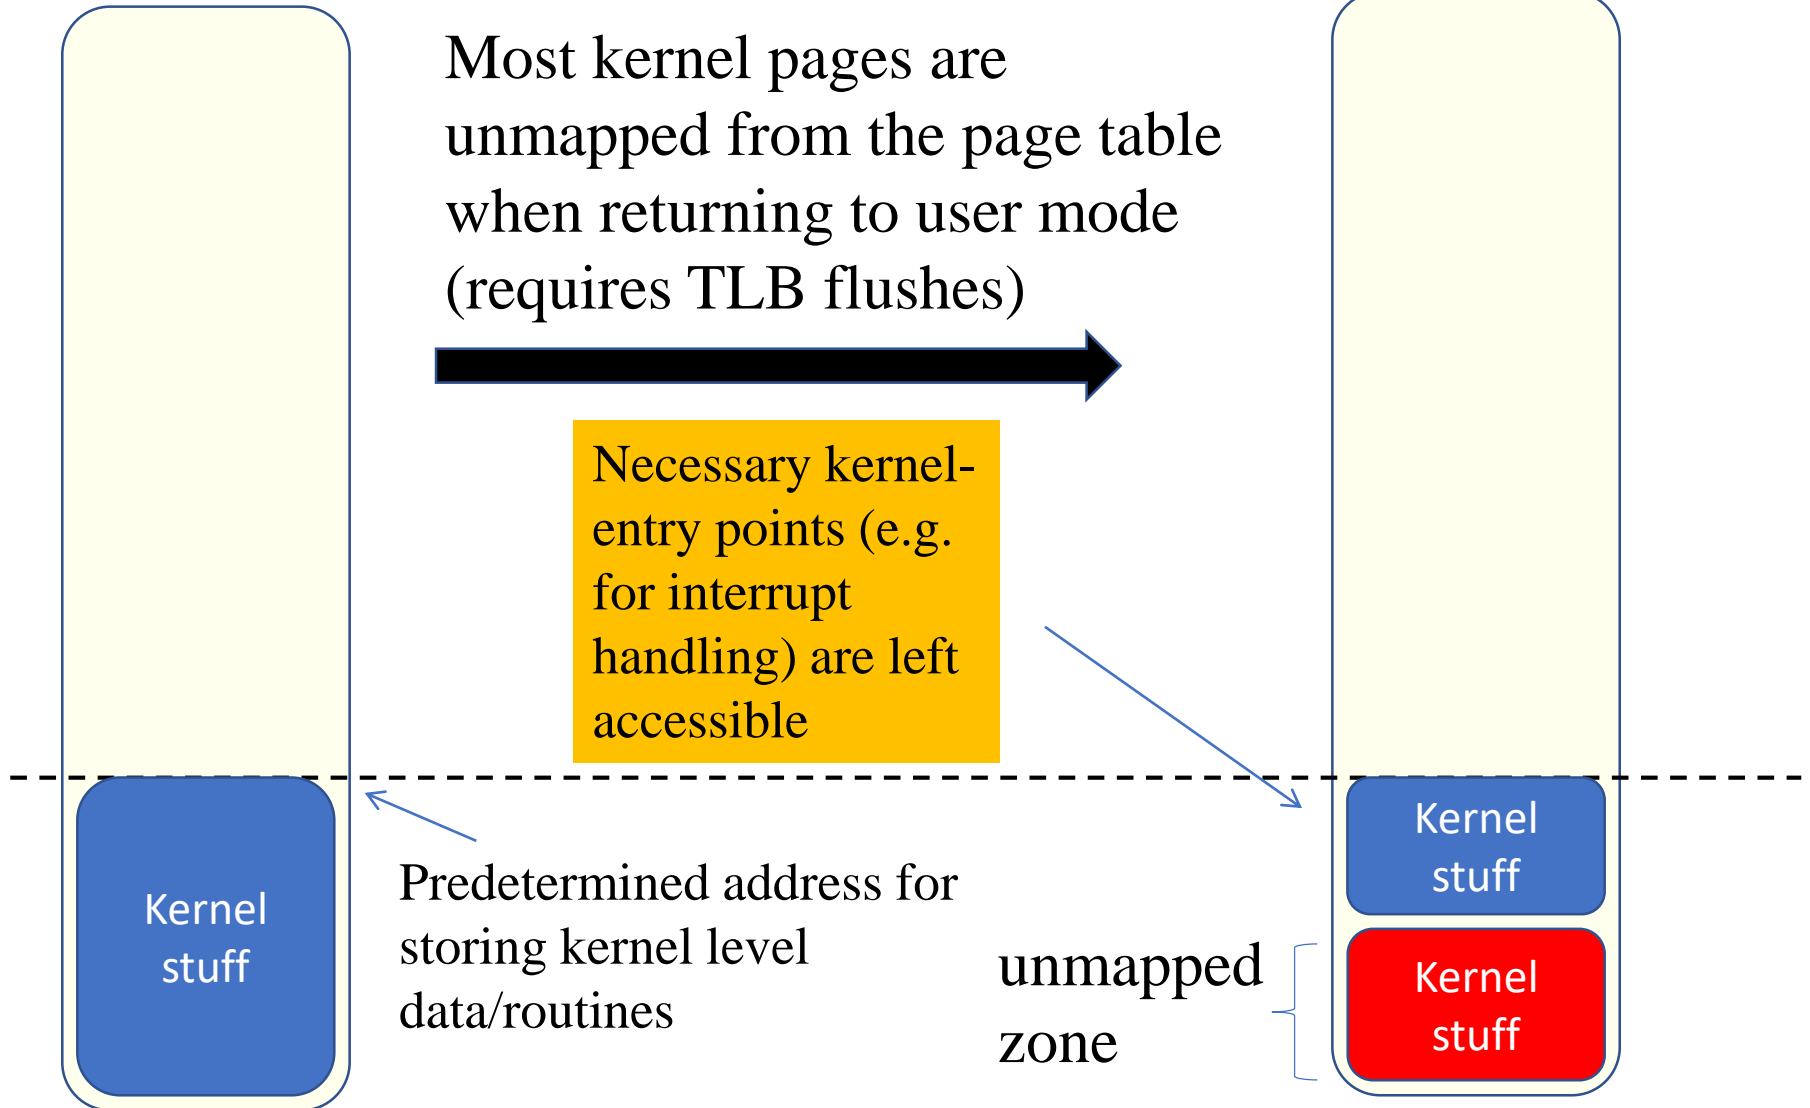 Most kernel pages are
unmapped from the page table
when returning to user mode
(requires TLB flushes)
Necessary kernel-
entry points (e.g.
for interrupt
handling) are left
accessible
Kernel
stuff
Predetermined address for
storing kernel level
data/routines
unmapped
zone
Kernel
stuff
Kernel
stuff